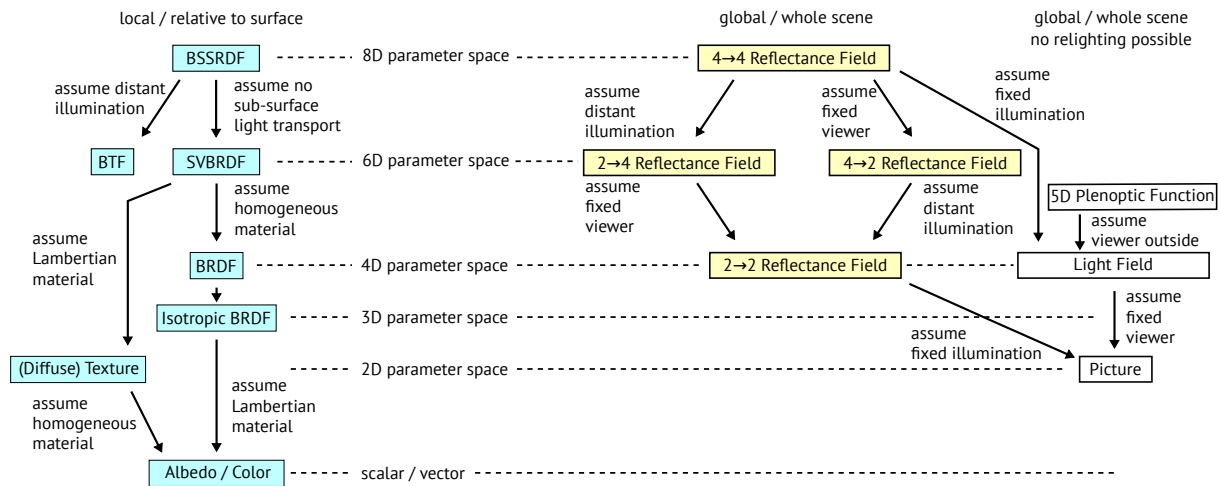 local / relative to surface
global / whole scene
global / whole scene
no relighting possible
BSSRDF
8D parameter space
4→4 Reflectance Field
assume distant
illumination
assume no
sub-surface
light transport
assume
distant
illumination
assume
fixed
viewer
assume
fixed
illumination
BTF
SVBRDF
6D parameter space
2→4 Reflectance Field
4→2 Reflectance Field
5D Plenoptic Function
assume
Lambertian
material
assume
homogeneous
material
assume
fixed
viewer
assume
distant
illumination
assume
viewer outside
BRDF
4D parameter space
2→2 Reflectance Field
Light Field
Isotropic BRDF
3D parameter space
assume
fixed illumination
assume
fixed
viewer
(Diffuse) Texture
2D parameter space
Picture
assume
homogeneous
material
assume
Lambertian
material
Albedo / Color
scalar / vector